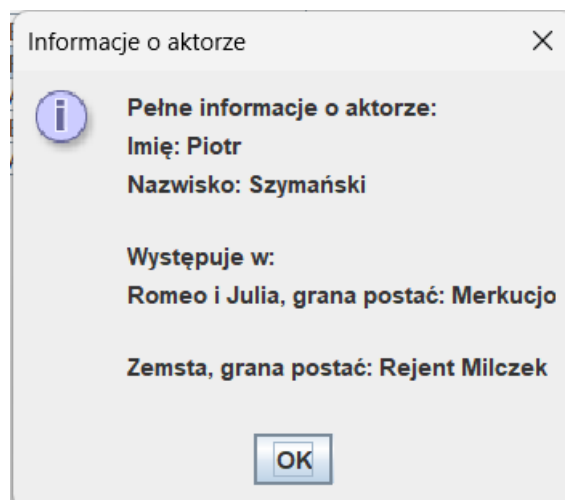 Informacje o aktorze
Pełne informacje o aktorze:
Imię: Piotr
Nazwisko: Szymański
Występuje w:
Romeo i Julia, grana postać: Merkucjo
Zemsta, grana postać: Rejent Milczek
OK